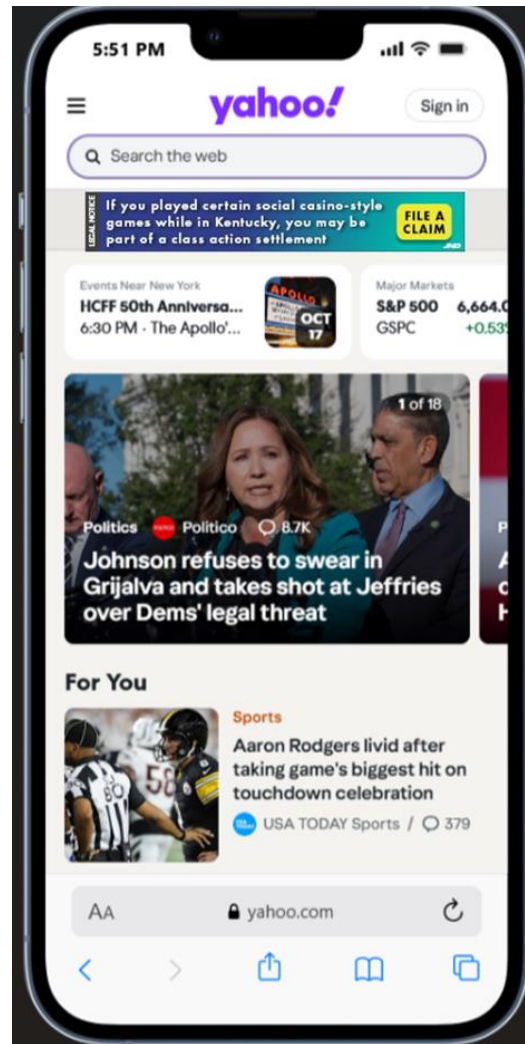 5:51 PM
yahoo!
Sign in
Search the web
LEGAL NOTICE
If you played certain social casino-style
games while in Kentucky, you may be
part of a class action settlement
FILE A
CLAIM
JND
Events Near New York
HCFF 50th Anniversa...
6:30 PM · The Apollo'...
APOLLO
OCT
17
Major Markets
S&P 500 6,664.0
GSPC +0.53%
1 of 18
Politics Politico 8.7K
Johnson refuses to swear in
Grijalva and takes shot at Jeffries
over Dems' legal threat
For You
Sports
Aaron Rodgers livid after
taking game's biggest hit on
touchdown celebration
USA TODAY Sports / 379
AA yahoo.com